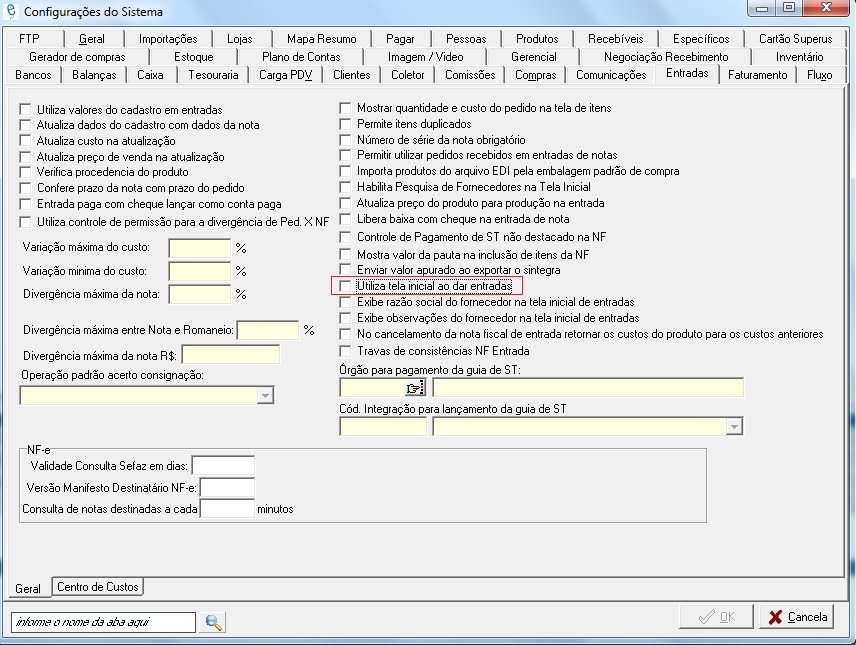 Configurações do Sistema
FTP Geral Importações Lojas Mapa Resumo Pagar Pessoas Produtos Recebíveis Específicos Cartão Superus
Gerador de compras Estoque Plano de Contas Imagem / Video Gerencial Negociação Recebimento Inventário
Bancos Balanças Caixa Tesouraria Carga PDV Clientes Coletor Comissões Compras Comunicações Entradas Faturamento Fluxo
Utiliza valores do cadastro em entradas
Atualiza dados do cadastro com dados da nota
Atualiza custo na atualização
Atualiza preço de venda na atualização
Verifica procedencia do produto
Confere prazo da nota com prazo do pedido
Entrada paga com cheque lançar como conta paga
Utiliza controle de permissão para a divergência de Ped. X NF
Variação máxima do custo: %
Variação minima do custo: %
Divergência máxima da nota: %
Divergência máxima entre Nota e Romaneio: %
Divergência máxima da nota R$:
Operação padrão acerto consignação:
Mostrar quantidade e custo do pedido na tela de itens
Permite itens duplicados
Número de série da nota obrigatório
Permitir utilizar pedidos recebidos em entradas de notas
Importa produtos do arquivo EDI pela embalagem padrão de compra
Habilita Pesquisa de Fornecedores na Tela Inicial
Atualiza preço do produto para produção na entrada
Libera baixa com cheque na entrada de nota
Controle de Pagamento de ST não destacado na NF
Mostra valor da pauta na inclusão de itens da NF
Enviar valor apurado ao exportar o sintegra
Utiliza tela inicial ao dar entradas
Exibe razão social do fornecedor na tela inicial de entradas
Exibe observações do fornecedor na tela inicial de entradas
No cancelamento da nota fiscal de entrada retornar os custos do produto para os custos anteriores
Travas de consistências NF Entrada
Órgão para pagamento da guia de ST:
Cód. Integração para lançamento da guia de ST
NF-e
Validade Consulta Sefaz em dias:
Versão Manifesto Destinatário NF-e:
Consulta de notas destinadas a cada minutos
Geral Centro de Custos
informe o nome da aba aqui
OK Cancela